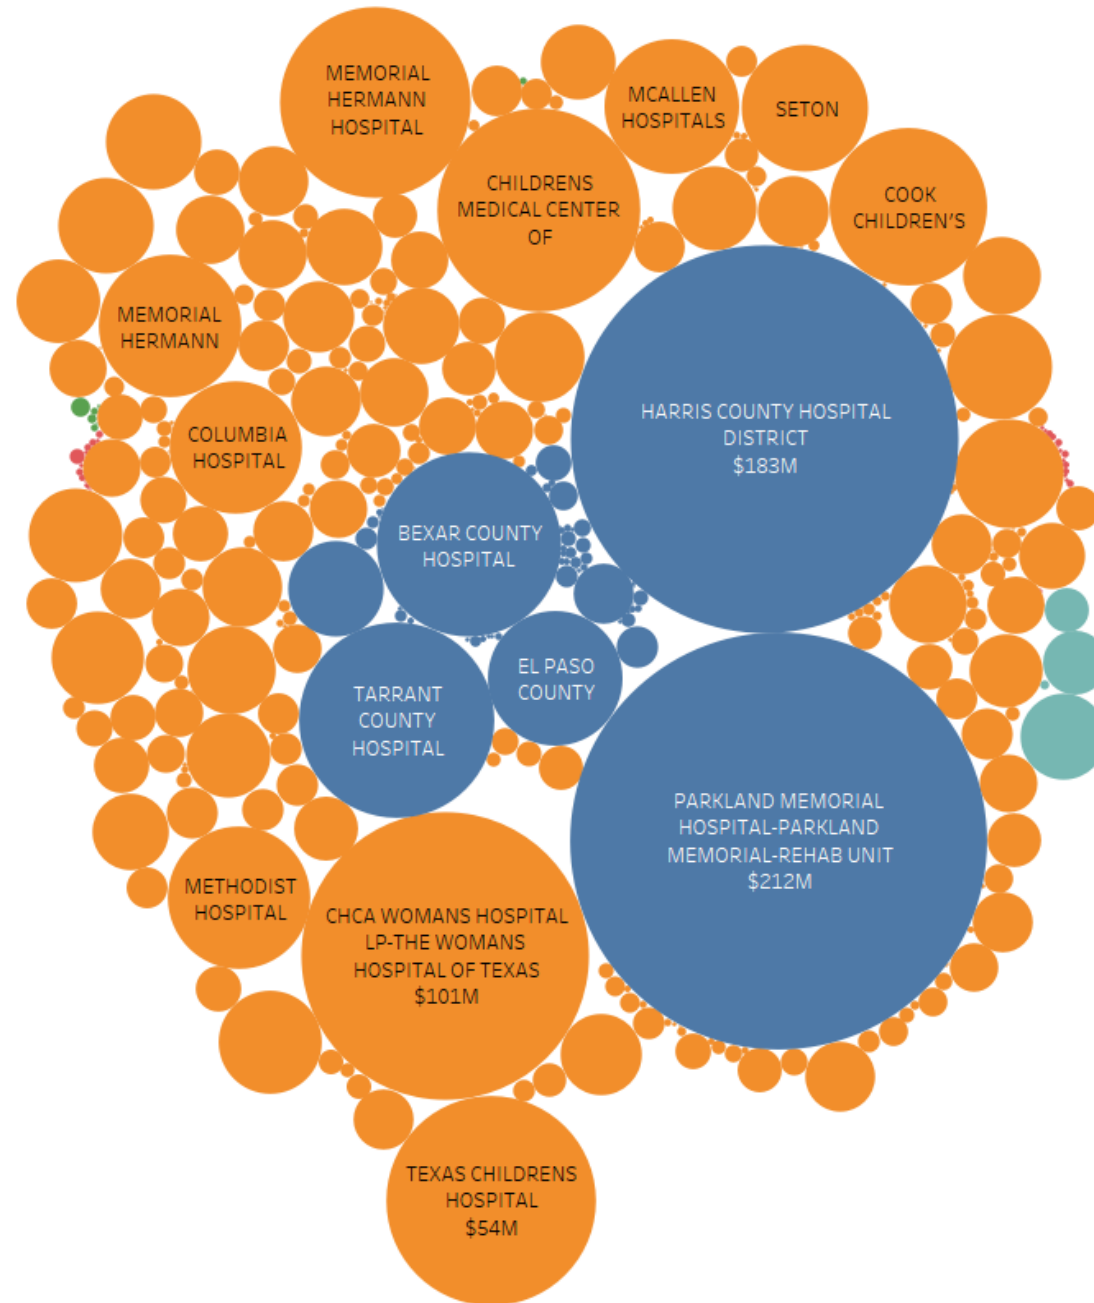 MEMORIAL
HERMANN
HOSPITAL
MCALLEN
HOSPITALS
SETON
CHILDRENS
MEDICAL CENTER
OF
COOK
CHILDREN'S
MEMORIAL
HERMANN
HARRIS COUNTY HOSPITAL
DISTRICT
$183M
COLUMBIA
HOSPITAL
BEXAR COUNTY
HOSPITAL
EL PASO
COUNTY
TARRANT
COUNTY
HOSPITAL
PARKLAND MEMORIAL
HOSPITAL-PARKLAND
MEMORIAL-REHAB UNIT
$212M
METHODIST
HOSPITAL
CHCA WOMANS HOSPITAL
LP-THE WOMANS
HOSPITAL OF TEXAS
$101M
TEXAS CHILDRENS
HOSPITAL
$54M